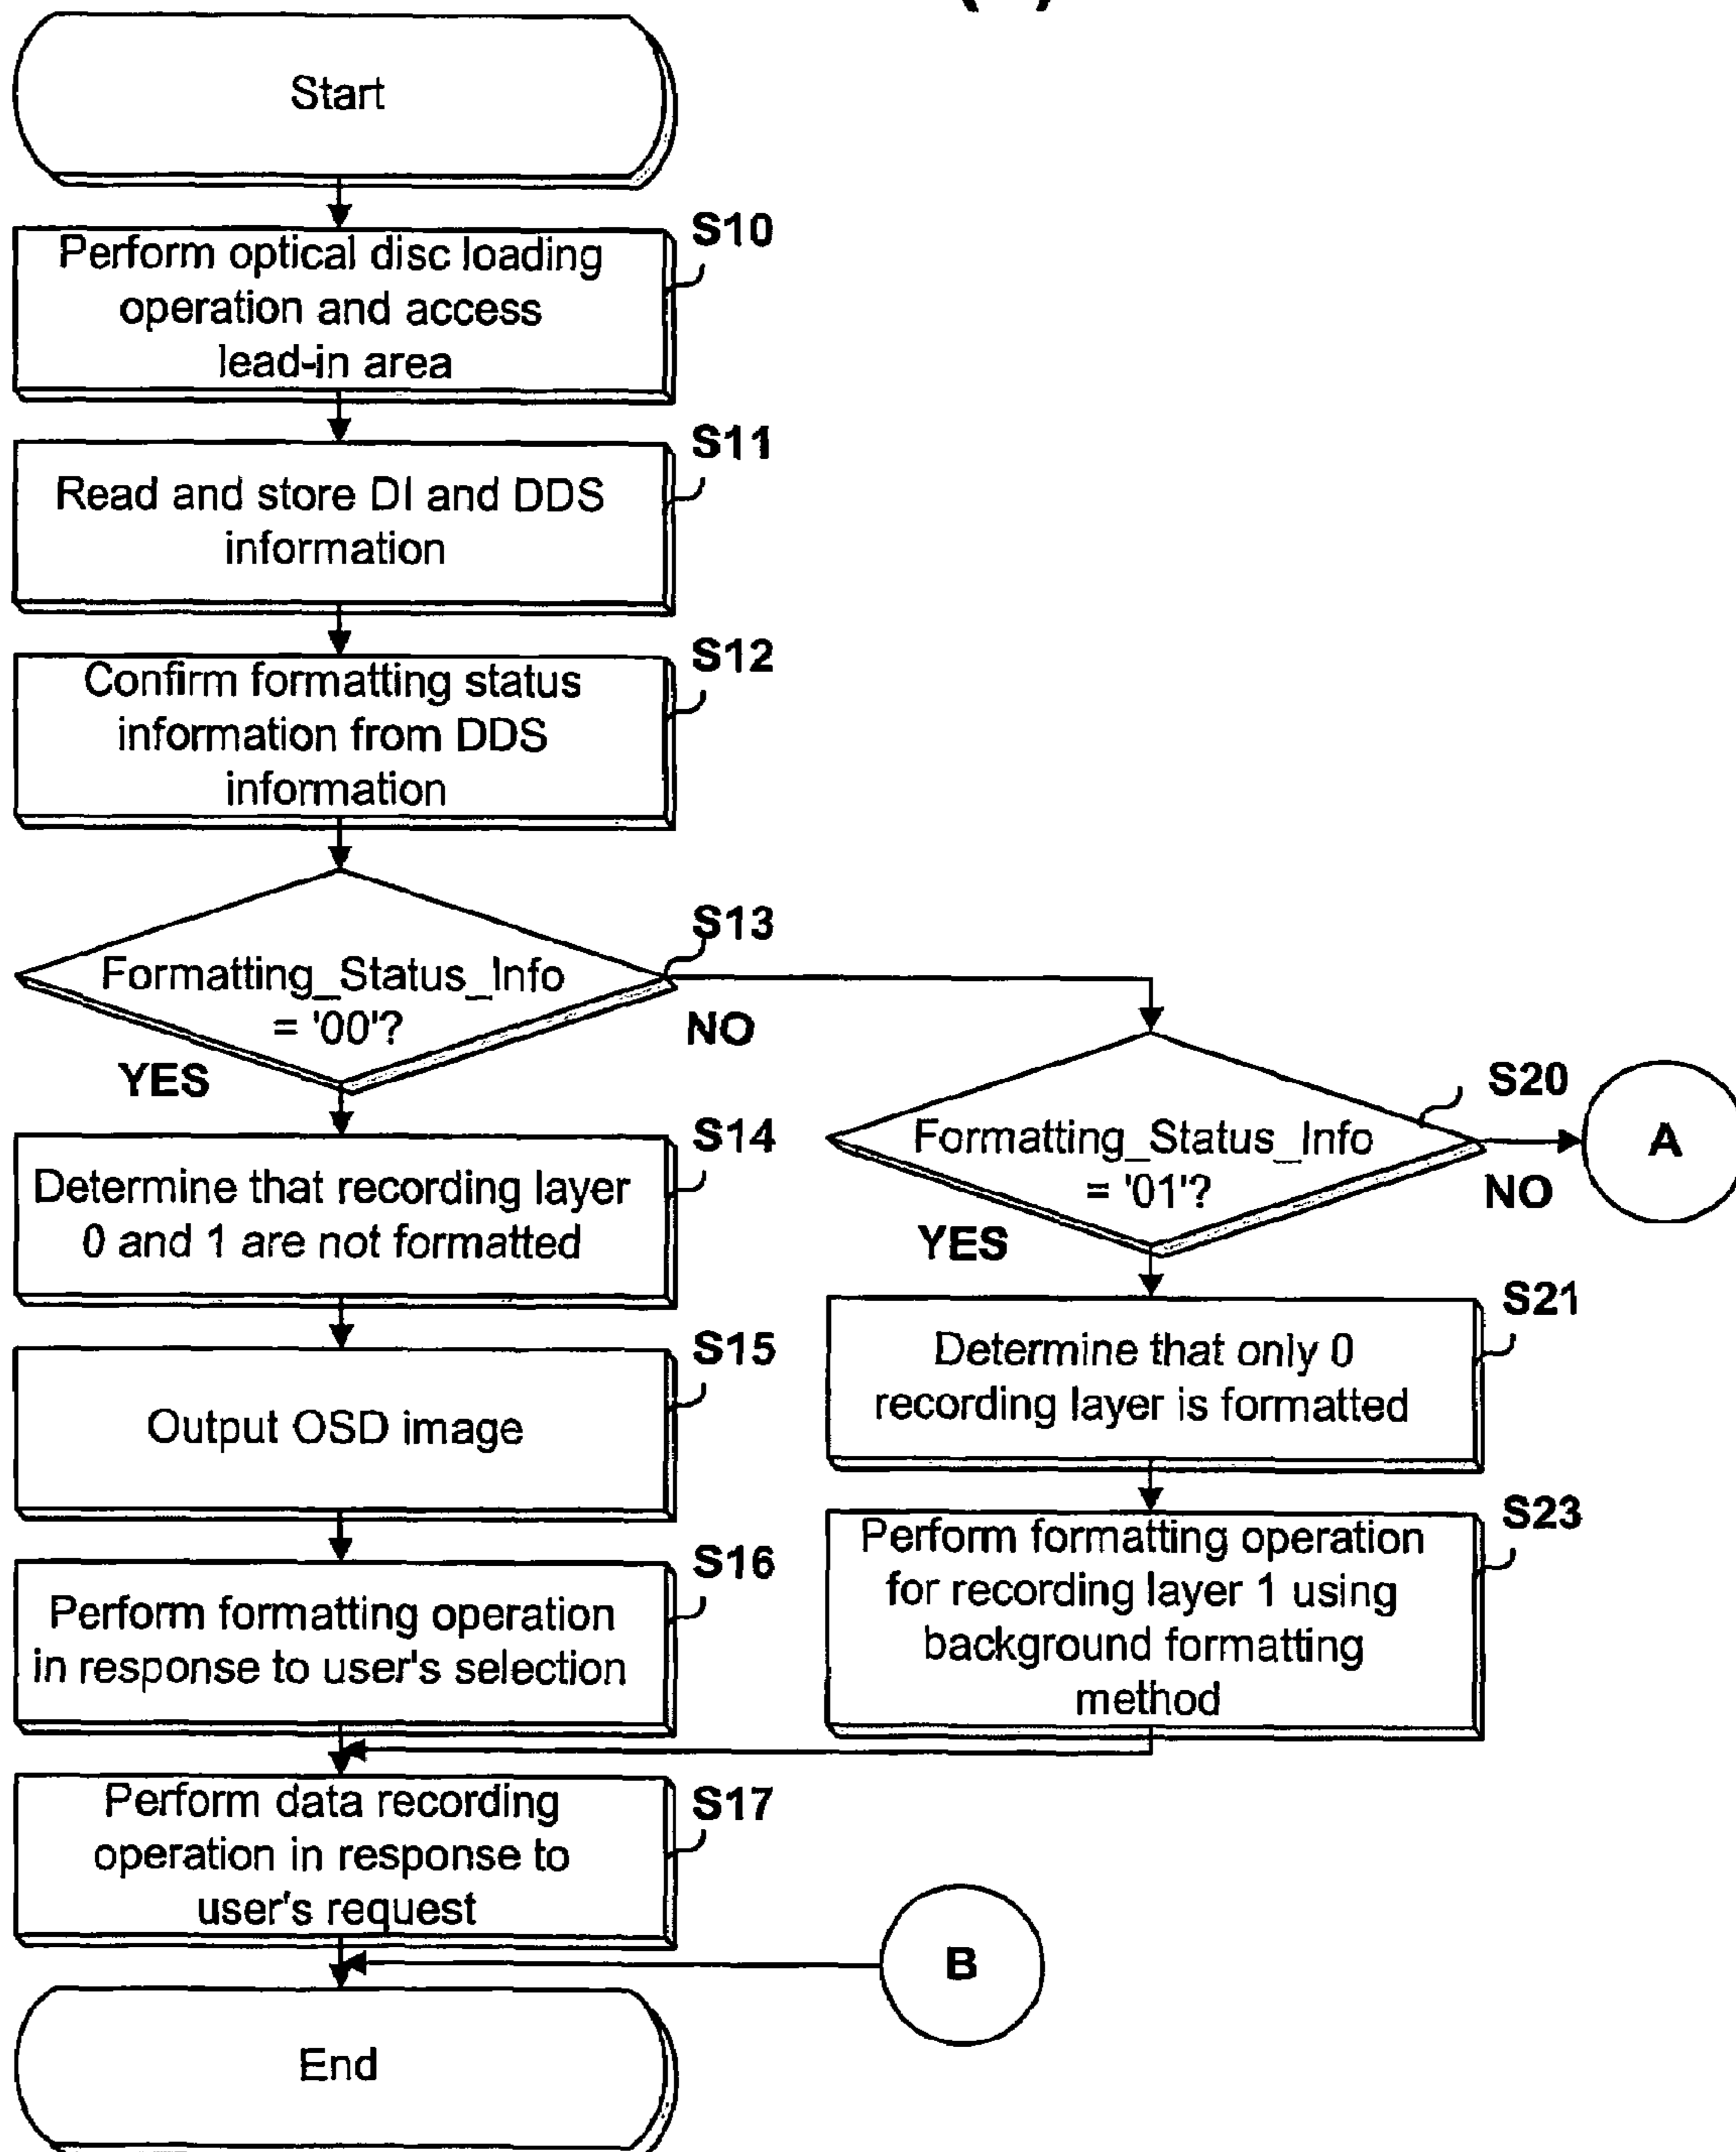 Start
S10
Perform optical disc loading
operation and access
lead-in area
S11
Read and store DI and DDS
information
S12
Confirm formatting status
information from DDS
information
S13
Formatting_Status_Info
= '00'?
NO
YES
S20
Formatting_Status_Info
= '01'?
A
NO
YES
S14
Determine that recording layer
0 and 1 are not formatted
S21
Determine that only 0
recording layer is formatted
S15
Output OSD image
S23
Perform formatting operation
for recording layer 1 using
background formatting
method
S16
Perform formatting operation
in response to user's selection
S17
Perform data recording
operation in response to
user's request
B
End